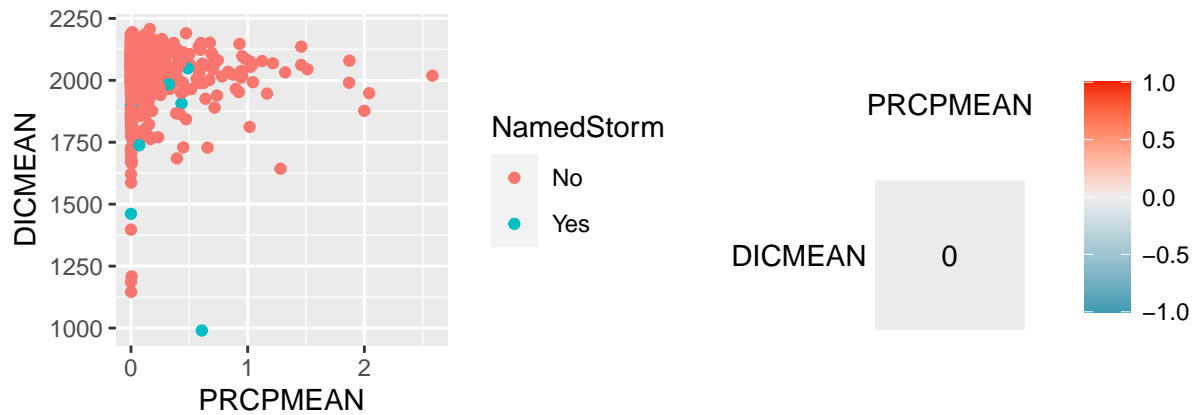 2250
2000
1750
1500
1250
1000
DICMEAN
0
1
2
PRCPMEAN
NamedStorm
No
Yes
PRCPMEAN
DICMEAN
0
1.0
0.5
0.0
−0.5
−1.0